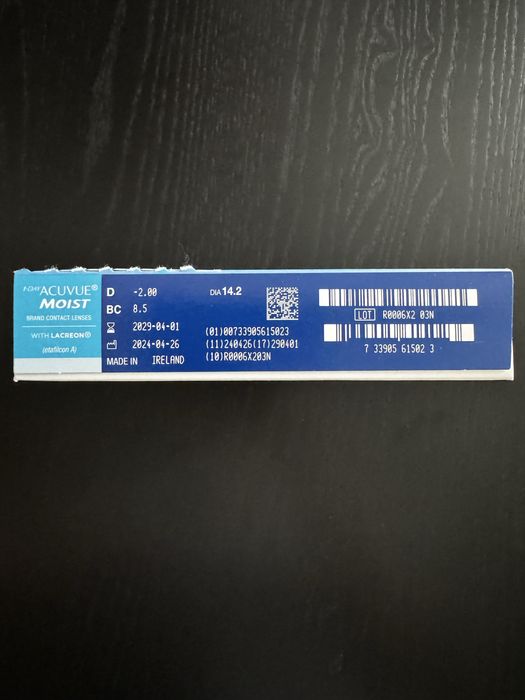 1·DAY ACUVUE®
MOIST
BRAND CONTACT LENSES
WITH LACREON®
(etafilcon A)
D -2.00 DIA 14.2
BC 8.5
2029-04-01
2024-04-26
MADE IN IRELAND
(01)00733905615023
(11)240426(17)290401
(10)R0006X203N
LOT R0006X2 03N
7 33905 61502 3